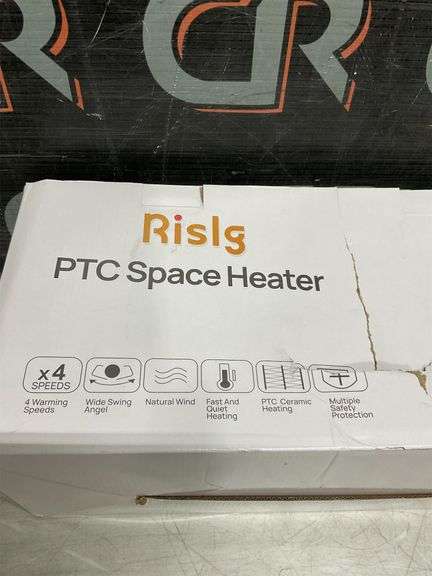 CR
Rislg
PTC Space Heater
x4
SPEEDS
4 Warming
Speeds
Wide Swing
Angel
Natural Wind
Fast And
Quiet
Heating
PTC Ceramic
Heating
Multiple
Safety
Protection